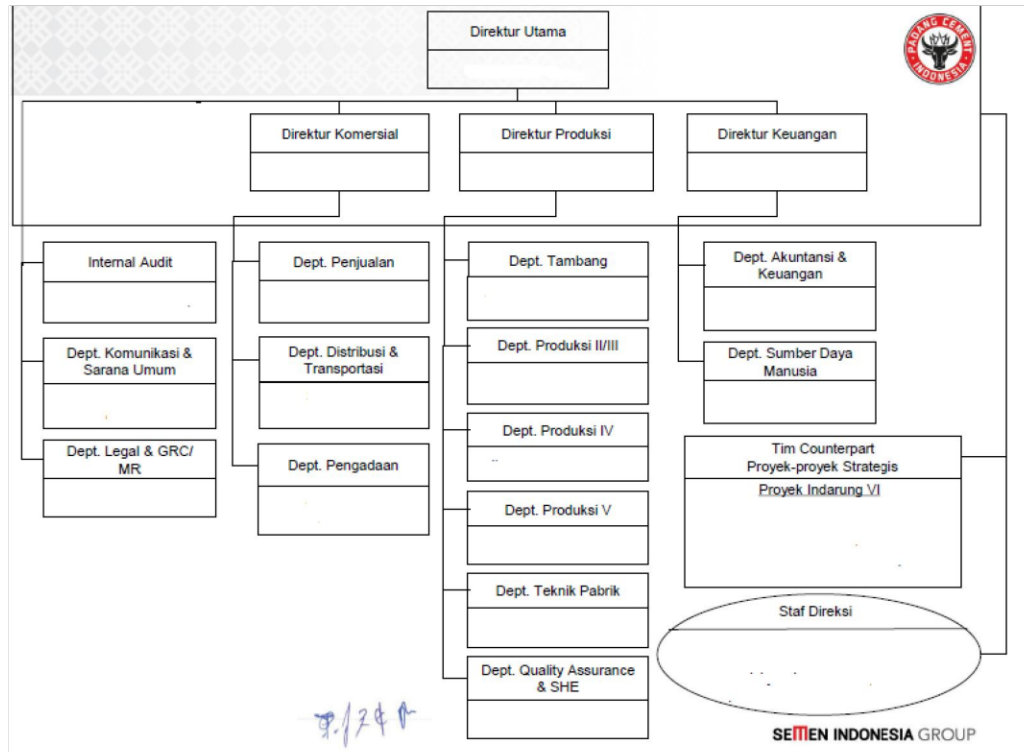 Direktur Utama
PADANG CEMENT
INDONESIA
Direktur Komersial
Direktur Produksi
Direktur Keuangan
Internal Audit
Dept. Komunikasi &
Sarana Umum
Dept. Legal & GRC/
MR
Dept. Penjualan
Dept. Distribusi &
Transportasi
Dept. Pengadaan
Dept. Tambang
Dept. Produksi II/III
Dept. Produksi IV
Dept. Produksi V
Dept. Teknik Pabrik
Dept. Quality Assurance
& SHE
Dept. Akuntansi &
Keuangan
Dept. Sumber Daya
Manusia
Tim Counterpart
Proyek-proyek Strategis
Proyek Indarung VI
Staf Direksi
SEMEN INDONESIA GROUP